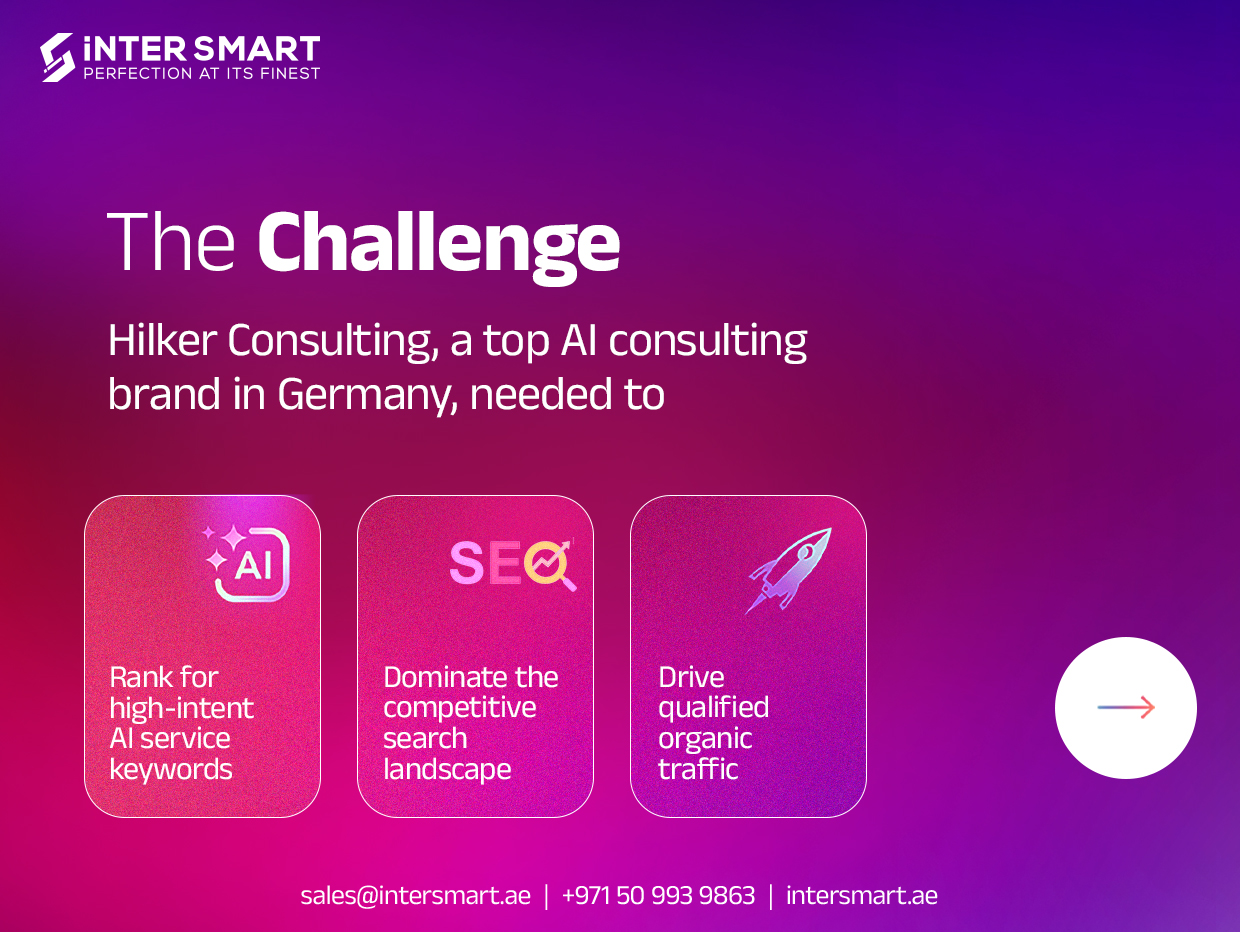 iNTER SMART
PERFECTION AT ITS FINEST
The Challenge
Hilker Consulting, a top AI consulting
brand in Germany, needed to
AI
Rank for
high-intent
AI service
keywords
SEO
Dominate the
competitive
search
landscape
Drive
qualified
organic
traffic
sales@intersmart.ae | +971 50 993 9863 | intersmart.ae